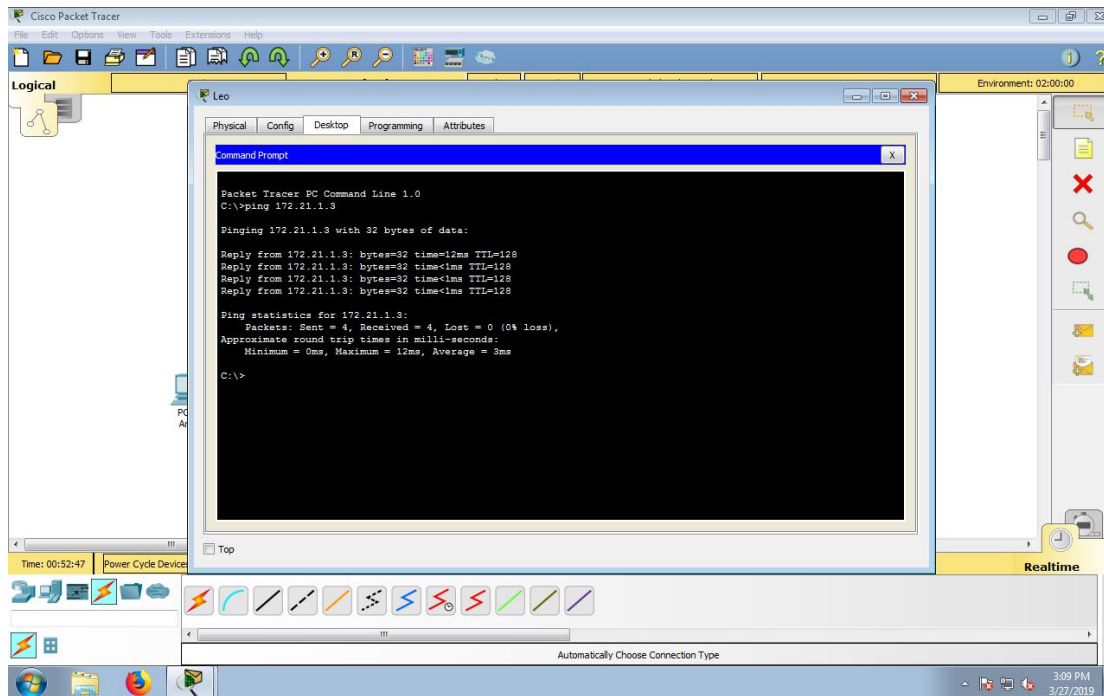 Cisco Packet Tracer
File Edit Options View Tools Extensions Help
Logical
Environment: 02:00:00
Leo
Physical Config Desktop Programming Attributes
Command Prompt
X
Packet Tracer PC Command Line 1.0
C:\>ping 172.21.1.3
Pinging 172.21.1.3 with 32 bytes of data:
Reply from 172.21.1.3: bytes=32 time=12ms TTL=128
Reply from 172.21.1.3: bytes=32 time<1ms TTL=128
Reply from 172.21.1.3: bytes=32 time<1ms TTL=128
Reply from 172.21.1.3: bytes=32 time<1ms TTL=128
Ping statistics for 172.21.1.3:
Packets: Sent = 4, Received = 4, Lost = 0 (0% loss),
Approximate round trip times in milli-seconds:
Minimum = 0ms, Maximum = 12ms, Average = 3ms
C:\>
Top
Time: 00:52:47 Power Cycle Device
Realtime
Automatically Choose Connection Type
3:09 PM
3/27/2019